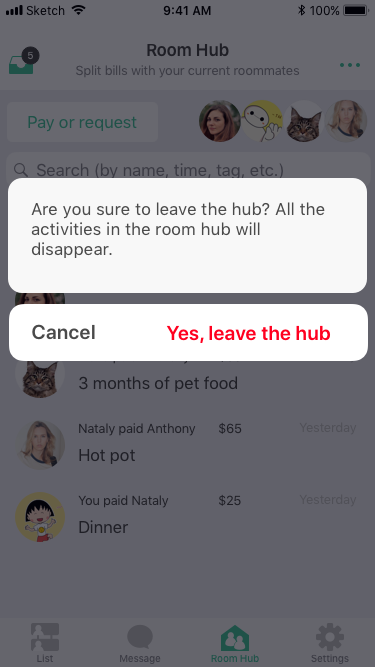 Sketch 9:41 AM 100%
5
Room Hub
Split bills with your current roommates
Pay or request
Search (by name, time, tag, etc.)
Are you sure to leave the hub? All the
activities in the room hub will
disappear.
Cancel Yes, leave the hub
3 months of pet food
Nataly paid Anthony $65 Yesterday
Hot pot
You paid Nataly $25 Yesterday
Dinner
List Message Room Hub Settings